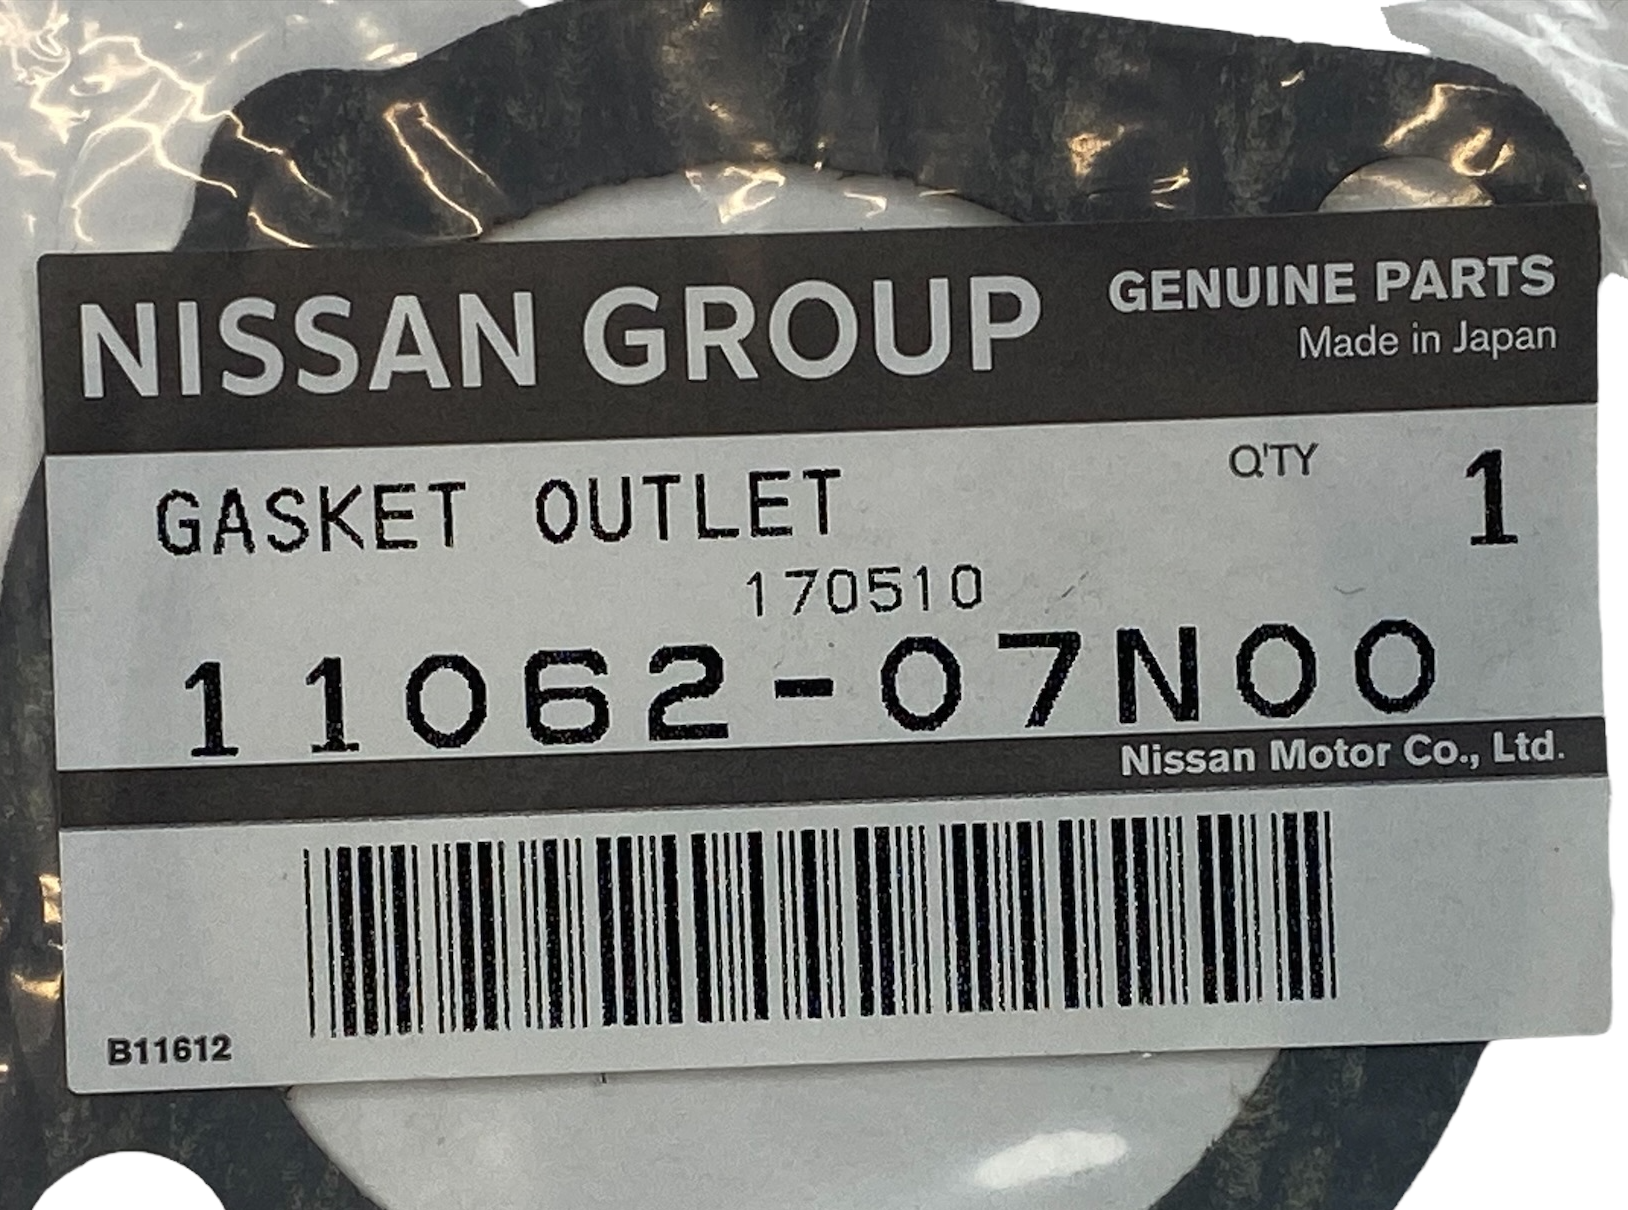 NISSAN GROUP
GENUINE PARTS
Made in Japan
GASKET OUTLET
Q'TY 1
170510
11062-07N00
Nissan Motor Co., Ltd.
B11612